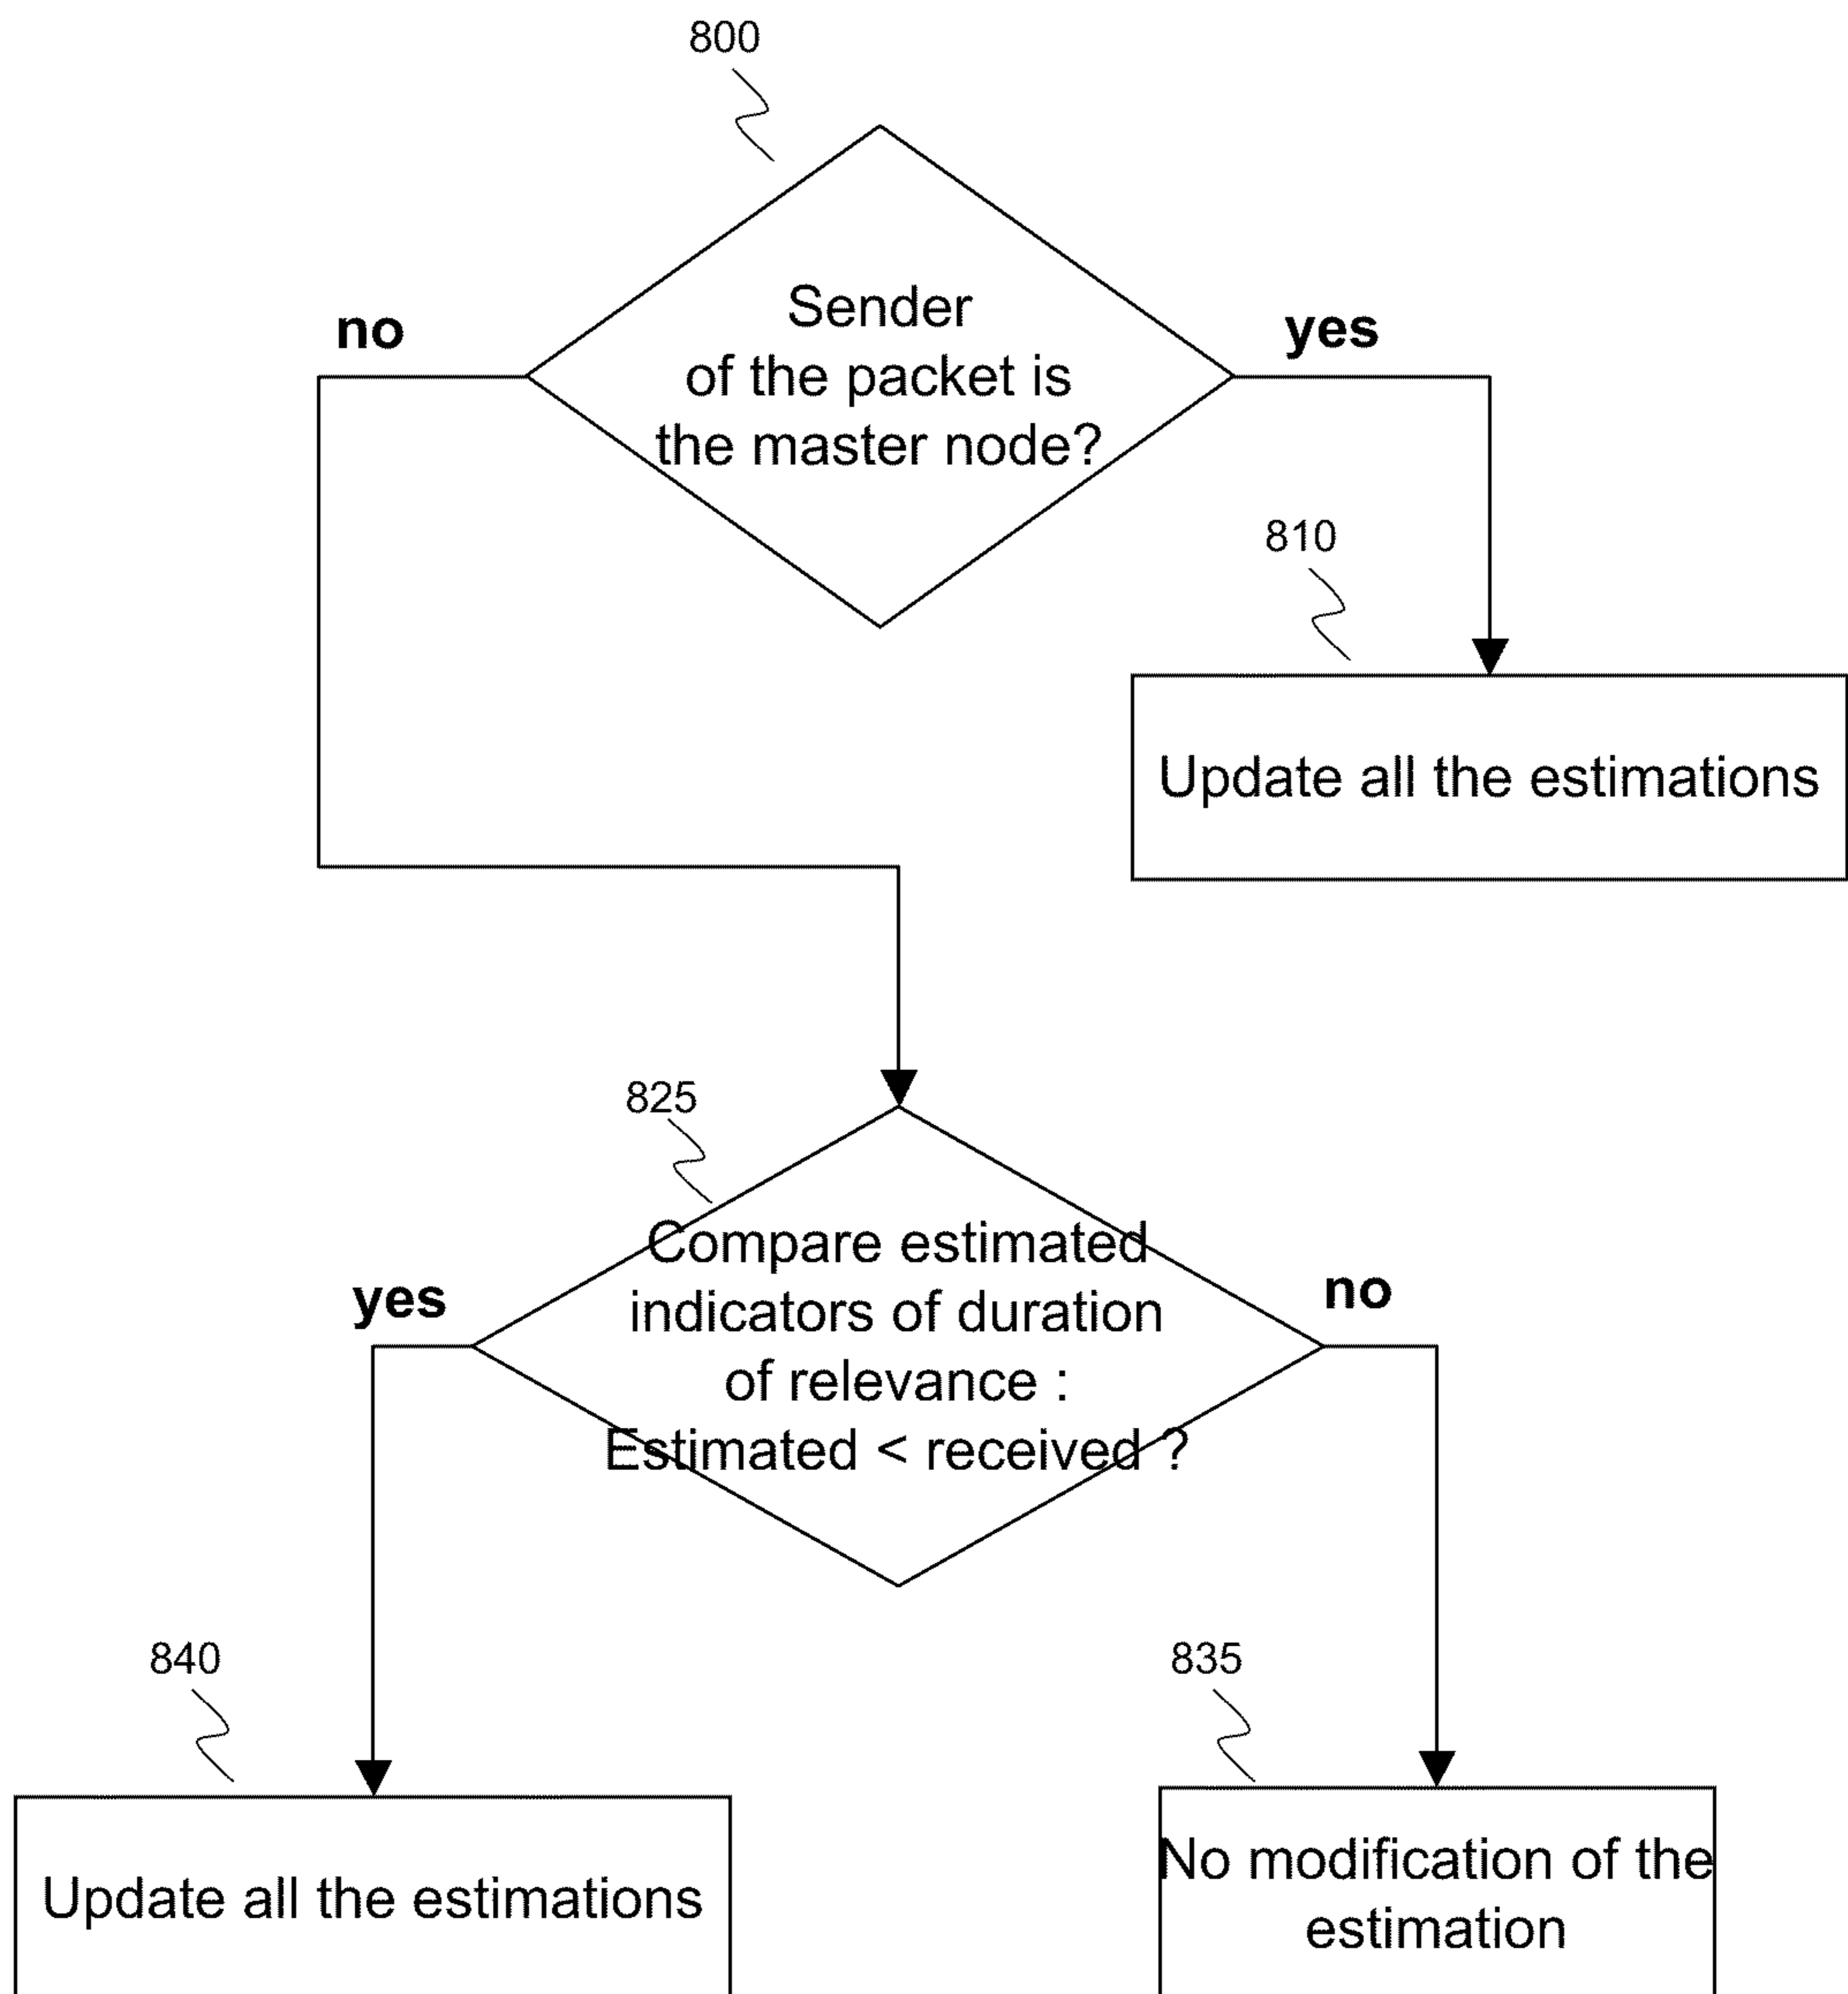 800
Sender
of the packet is
the master node?
no
yes
810
Update all the estimations
825
Compare estimated
indicators of duration
of relevance :
Estimated < received ?
yes
no
840
Update all the estimations
835
No modification of the
estimation